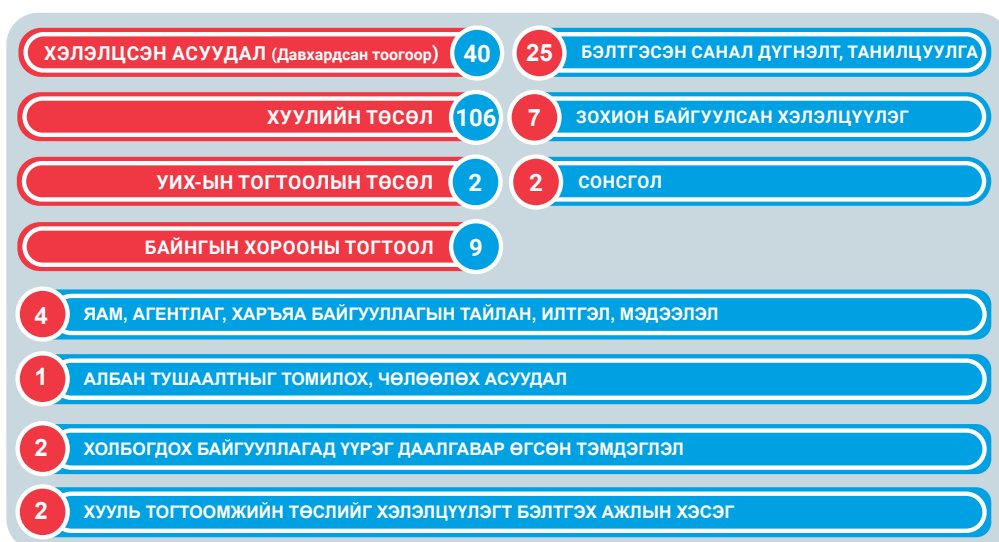 ХЭЛЭЛЦСЭН АСУУДАЛ (Давхардсан тоогоор) 40
25 БЭЛТГЭСЭН САНАЛ ДҮГНЭЛТ, ТАНИЛЦУУЛГА
ХУУЛИЙН ТӨСӨЛ 106
7 ЗОХИОН БАЙГУУЛСАН ХЭЛЭЛЦҮҮЛЭГ
УИХ-ЫН ТОГТООЛЫН ТӨСӨЛ 2
2 СОНСГОЛ
БАЙНГЫН ХОРООНЫ ТОГТООЛ 9
4 ЯАМ, АГЕНТЛАГ, ХАРЪЯА БАЙГУУЛЛАГЫН ТАЙЛАН, ИЛТГЭЛ, МЭДЭЭЛЭЛ
1 АЛБАН ТУШААЛТНЫГ ТОМИЛОХ, ЧӨЛӨӨЛӨХ АСУУДАЛ
2 ХОЛБОГДОХ БАЙГУУЛЛАГАД ҮҮРЭГ ДААЛГАВАР ӨГСӨН ТЭМДЭГЛЭЛ
2 ХУУЛЬ ТОГТООМЖИЙН ТӨСЛИЙГ ХЭЛЭЛЦҮҮЛЭГТ БЭЛТГЭХ АЖЛЫН ХЭСЭГ